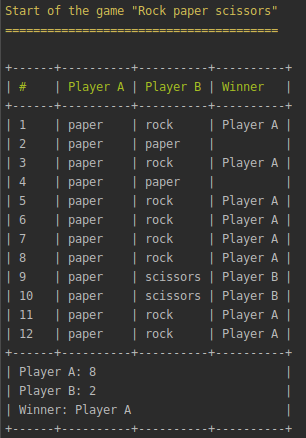 Start of the game "Rock paper scissors"
=======================================
+------+----------+----------+----------+
| #    | Player A | Player B | Winner   |
+------+----------+----------+----------+
| 1    | paper    | rock     | Player A |
| 2    | paper    | paper    |          |
| 3    | paper    | rock     | Player A |
| 4    | paper    | paper    |          |
| 5    | paper    | rock     | Player A |
| 6    | paper    | rock     | Player A |
| 7    | paper    | rock     | Player A |
| 8    | paper    | rock     | Player A |
| 9    | paper    | scissors | Player B |
| 10   | paper    | scissors | Player B |
| 11   | paper    | rock     | Player A |
| 12   | paper    | rock     | Player A |
+------+----------+----------+----------+
| Player A: 8                           |
| Player B: 2                           |
| Winner: Player A                      |
+------+----------+----------+----------+